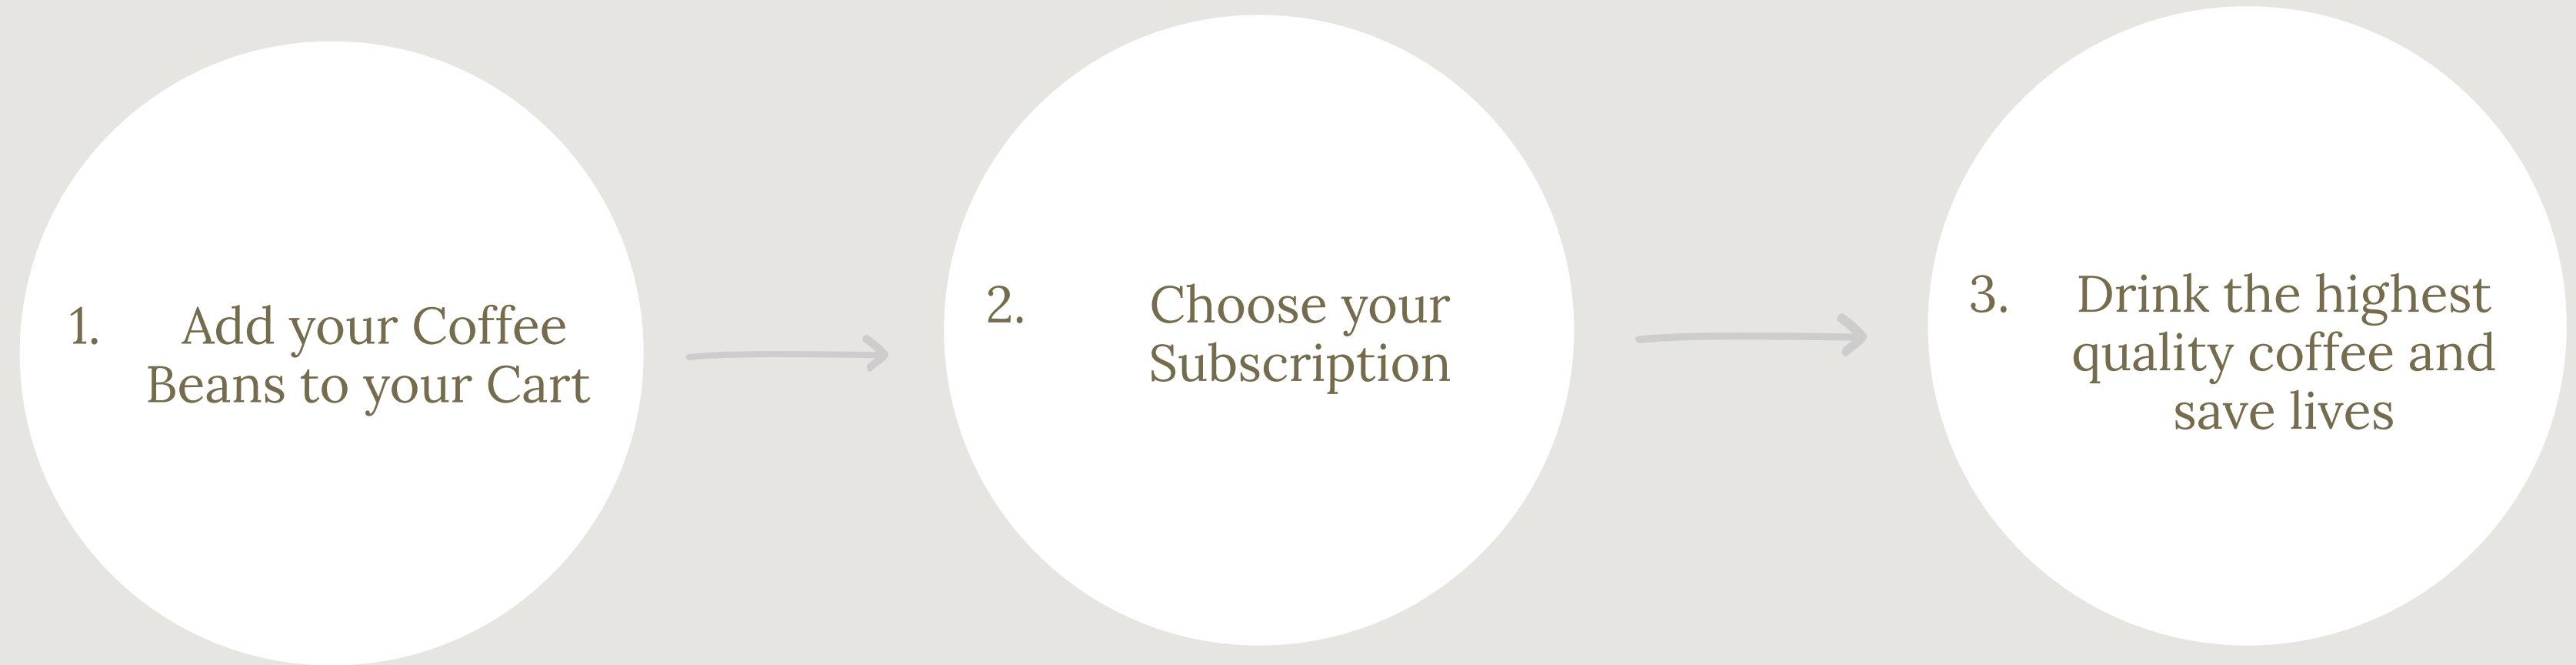 1. Add your Coffee
Beans to your Cart
2. Choose your
Subscription
3. Drink the highest
quality coffee and
save lives